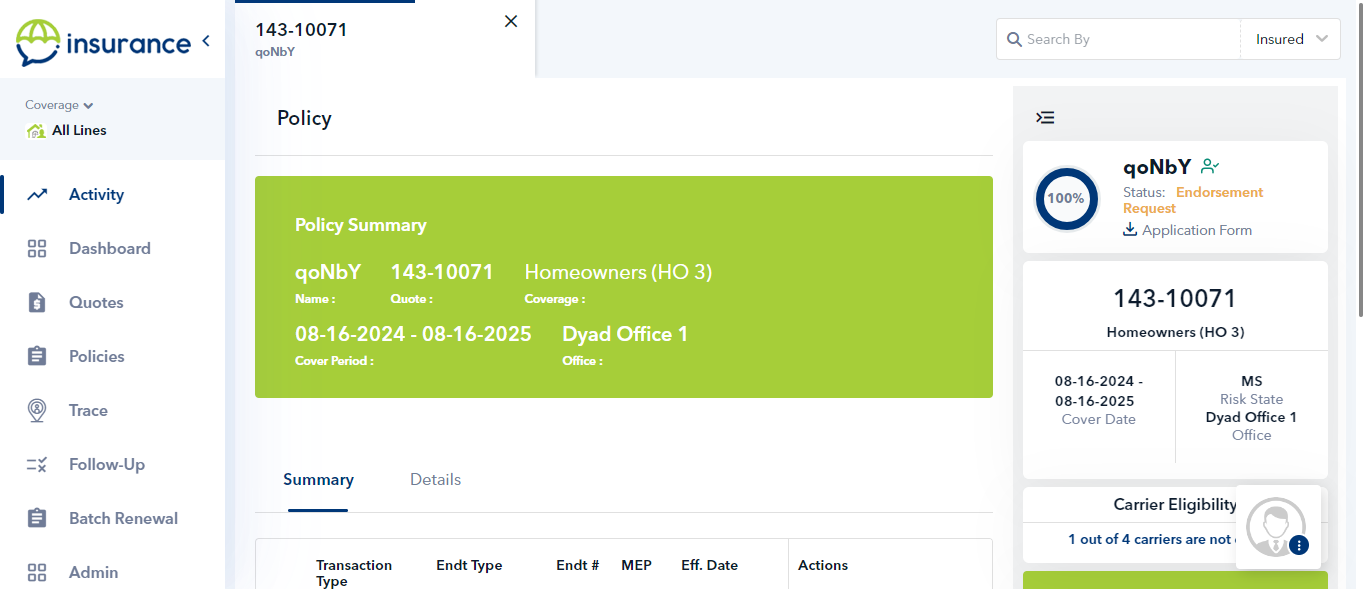 insurance
Coverage
All Lines
Activity
Dashboard
Quotes
Policies
Trace
Follow-Up
Batch Renewal
Admin
143-10071
qoNbY
Search By
Insured
Policy
Policy Summary
qoNbY 143-10071 Homeowners (HO 3)
Name : Quote : Coverage :
08-16-2024 - 08-16-2025 Dyad Office 1
Cover Period : Office :
Summary Details
Transaction Type Endt Type Endt # MEP Eff. Date Actions
100%
qoNbY
Status: Endorsement
Request
Application Form
143-10071
Homeowners (HO 3)
08-16-2024 -
08-16-2025
Cover Date
MS
Risk State
Dyad Office 1
Office
Carrier Eligibility
1 out of 4 carriers are not